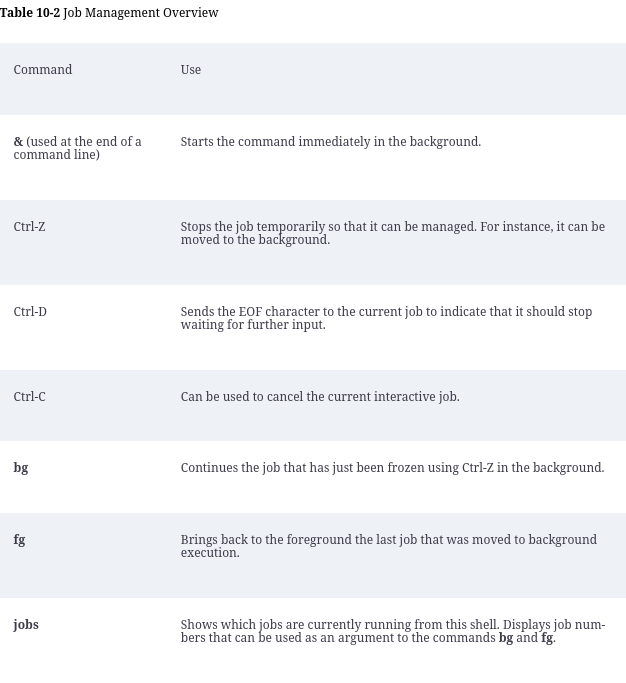 Table 10-2 Job Management Overview
Command Use
& (used at the end of a Starts the command immediately in the background.
command line)
Ctrl-Z Stops the job temporarily so that it can be managed. For instance, it can be
moved to the background.
Ctrl-D Sends the EOF character to the current job to indicate that it should stop
waiting for further input.
Ctrl-C Can be used to cancel the current interactive job.
bg Continues the job that has just been frozen using Ctrl-Z in the background.
fg Brings back to the foreground the last job that was moved to background
execution.
jobs Shows which jobs are currently running from this shell. Displays job num-
bers that can be used as an argument to the commands bg and fg.